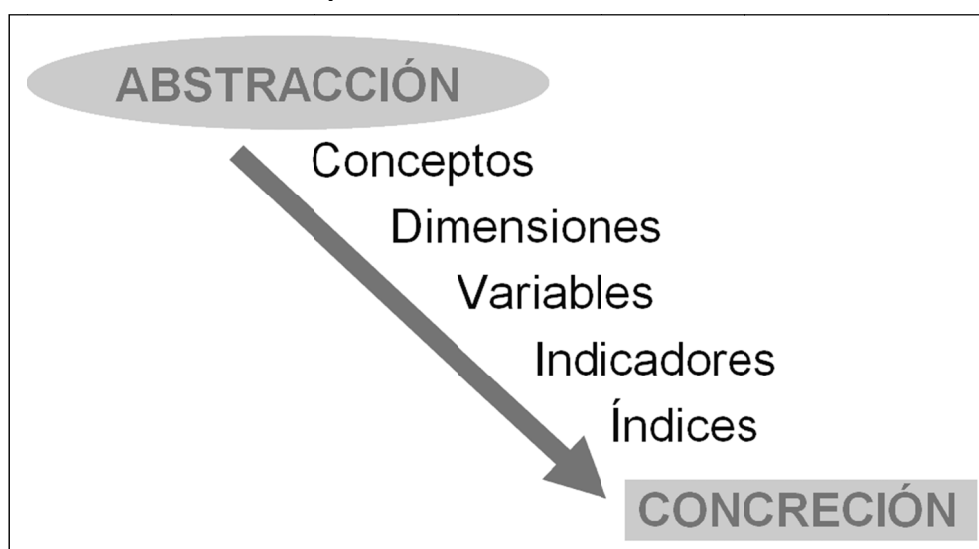 ABSTRACCIÓN
Conceptos
Dimensiones
Variables
Indicadores
Índices
CONCRECIÓN